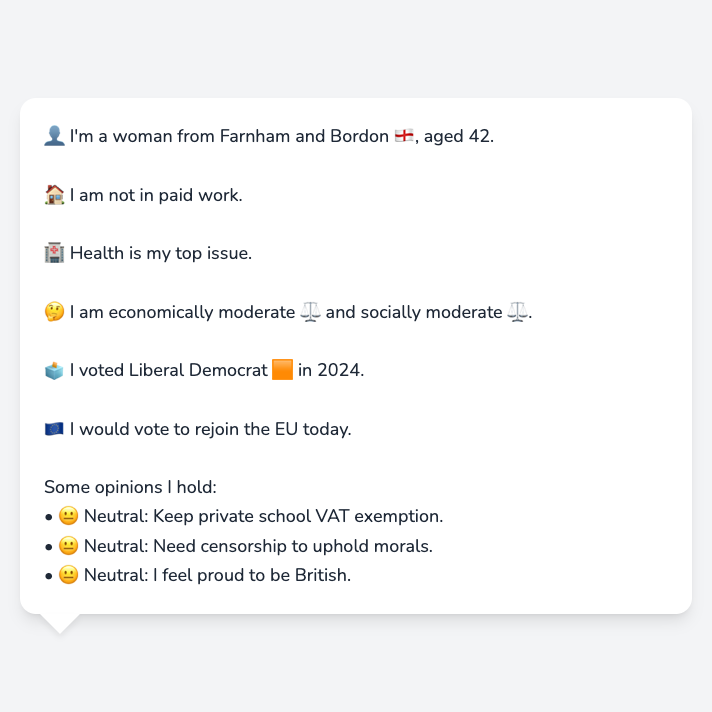 👤 I'm a woman from Farnham and Bordon 🏴󠁧󠁢󠁥󠁮󠁧󠁿, aged 42.
🏠 I am not in paid work.
🏥 Health is my top issue.
🤔 I am economically moderate ⚖️ and socially moderate ⚖️.
🗳️ I voted Liberal Democrat 🟧 in 2024.
🇪🇺 I would vote to rejoin the EU today.
Some opinions I hold:
• 😐 Neutral: Keep private school VAT exemption.
• 😐 Neutral: Need censorship to uphold morals.
• 😐 Neutral: I feel proud to be British.